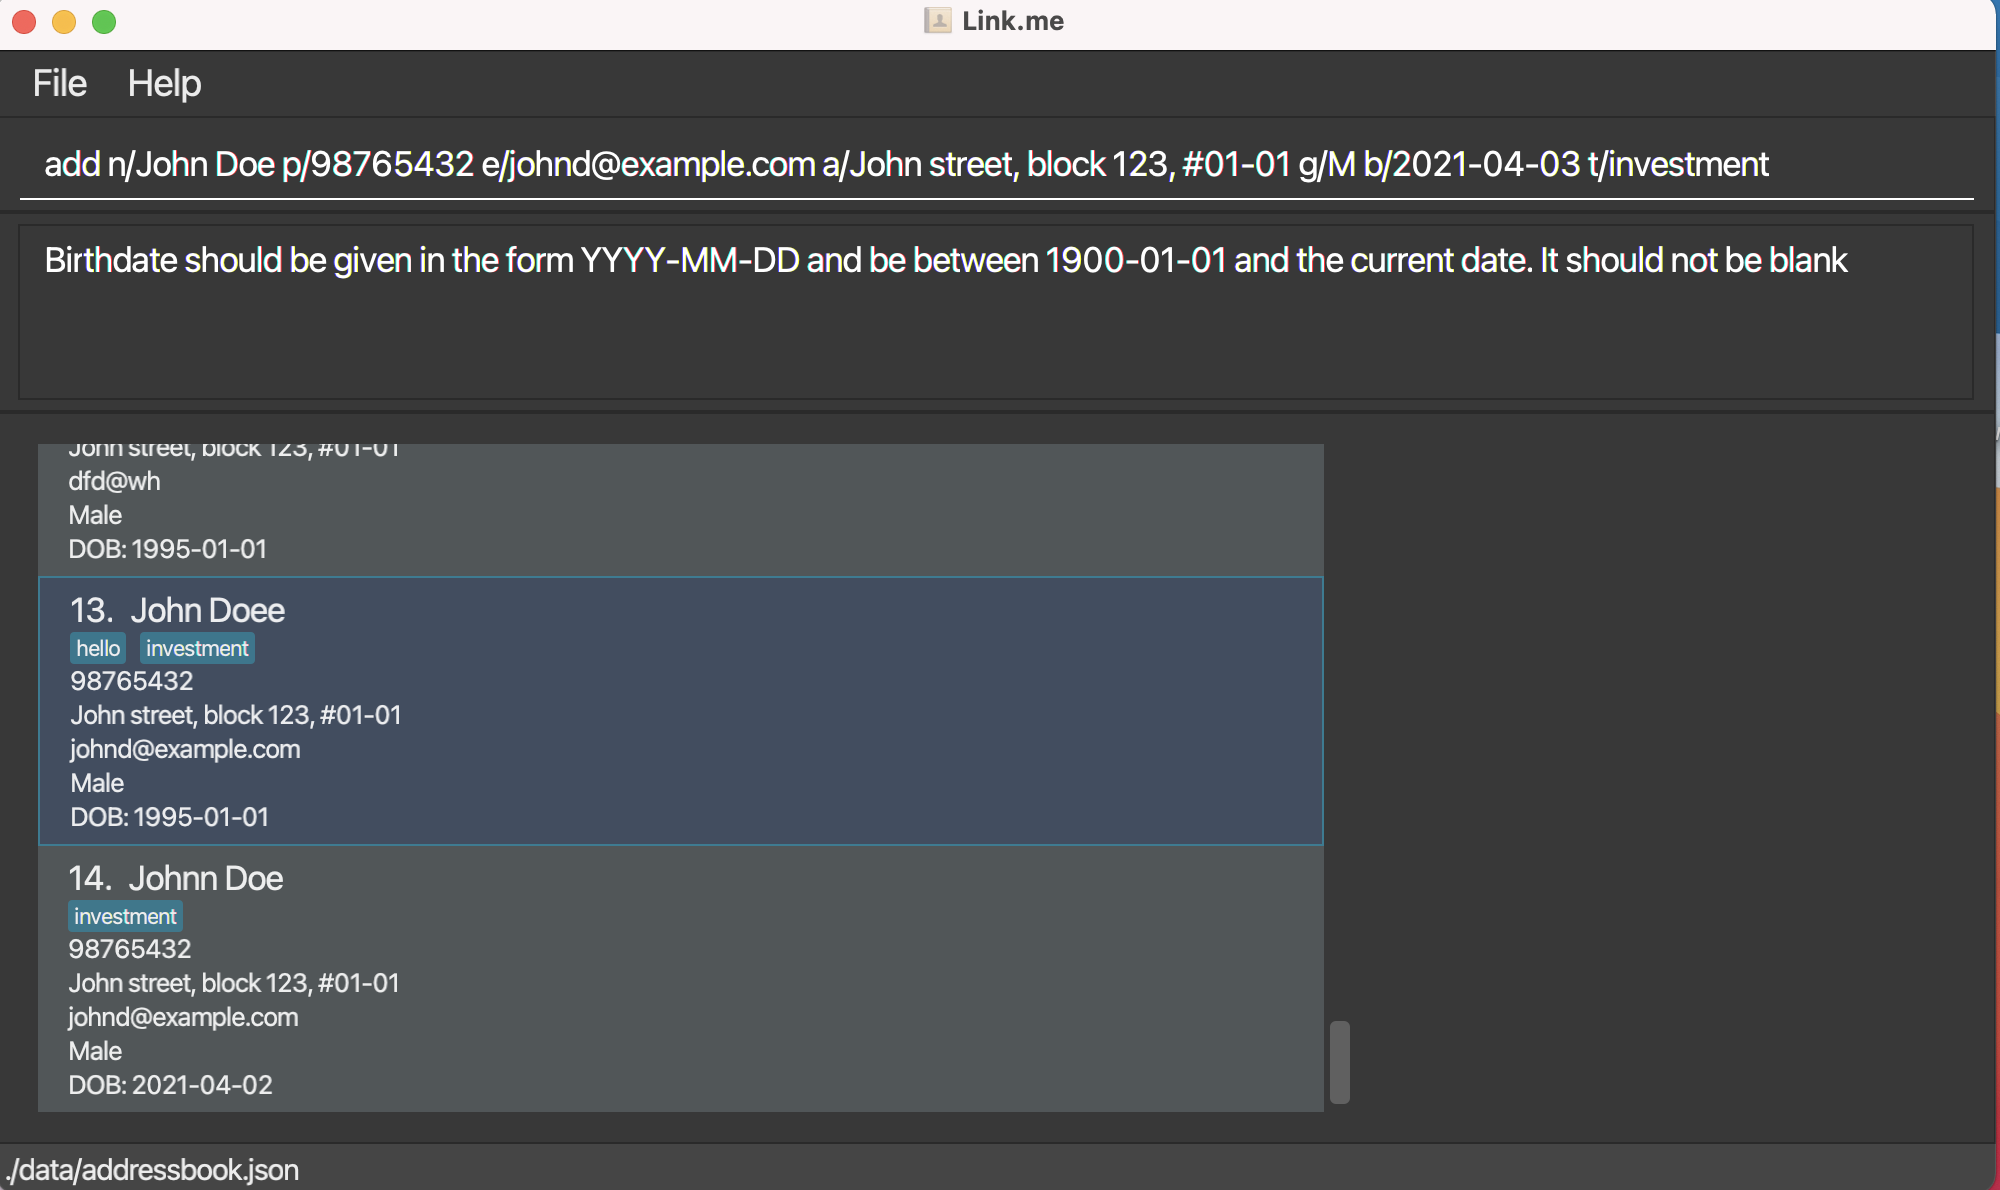 Link.me
File Help
add n/John Doe p/98765432 e/johnd@example.com a/John street, block 123, #01-01 g/M b/2021-04-03 t/investment
Birthdate should be given in the form YYYY-MM-DD and be between 1900-01-01 and the current date. It should not be blank
John street, block 123, #01-01
dfd@wh
Male
DOB: 1995-01-01
13. John Doee
hello investment
98765432
John street, block 123, #01-01
johnd@example.com
Male
DOB: 1995-01-01
14. Johnn Doe
investment
98765432
John street, block 123, #01-01
johnd@example.com
Male
DOB: 2021-04-02
./data/addressbook.json